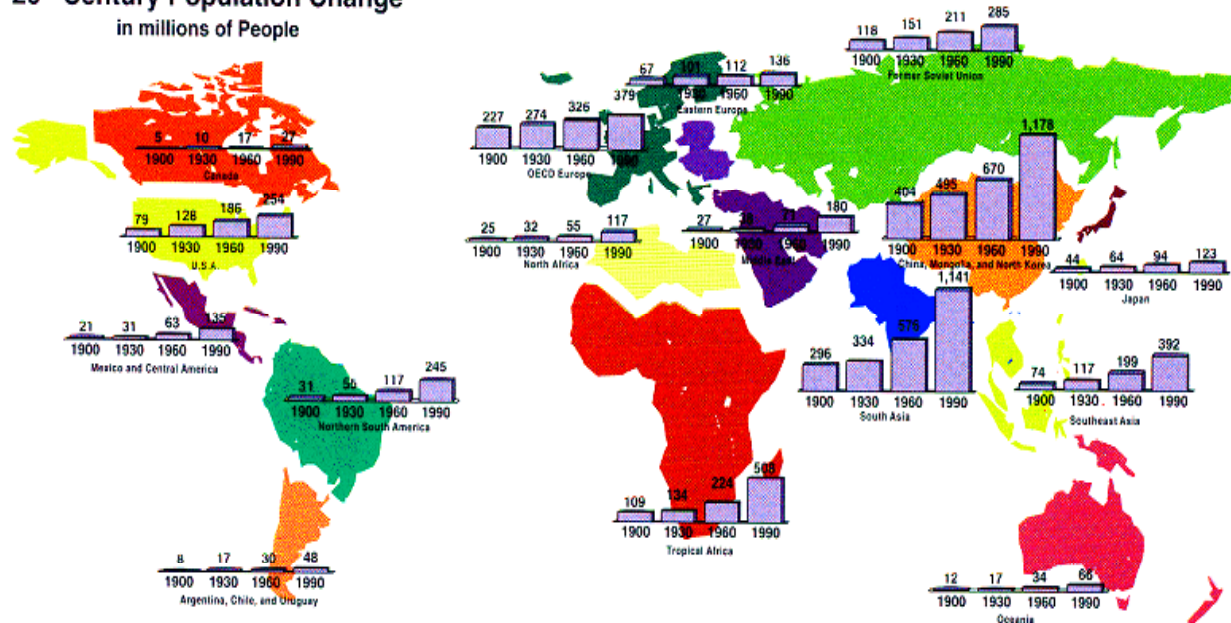 20th Century Population Change
in millions of People
118 151 211 285
1900 1930 1960 1990
Former Soviet Union
67 101 112 136
1900 1930 1960 1990
Eastern Europe
227 274 326 379
1900 1930 1960 1990
OECD Europe
5 10 17 27
1900 1930 1960 1990
Canada
79 128 186 254
1900 1930 1960 1990
U.S.A.
25 32 55 117
1900 1930 1960 1990
North Africa
27 38 71 180
1900 1930 1960 1990
Middle East
404 495 670 1,178
1900 1930 1960 1990
China, Mongolia, and North Korea
44 64 94 123
1900 1930 1960 1990
Japan
21 31 63 135
1900 1930 1960 1990
Mexico and Central America
31 55 117 245
1900 1930 1960 1990
Northern South America
296 334 576 1,141
1900 1930 1960 1990
South Asia
74 117 199 392
1900 1930 1960 1990
Southeast Asia
109 134 224 508
1900 1930 1960 1990
Tropical Africa
8 17 30 48
1900 1930 1960 1990
Argentina, Chile, and Uruguay
12 17 34 66
1900 1930 1960 1990
Oceania